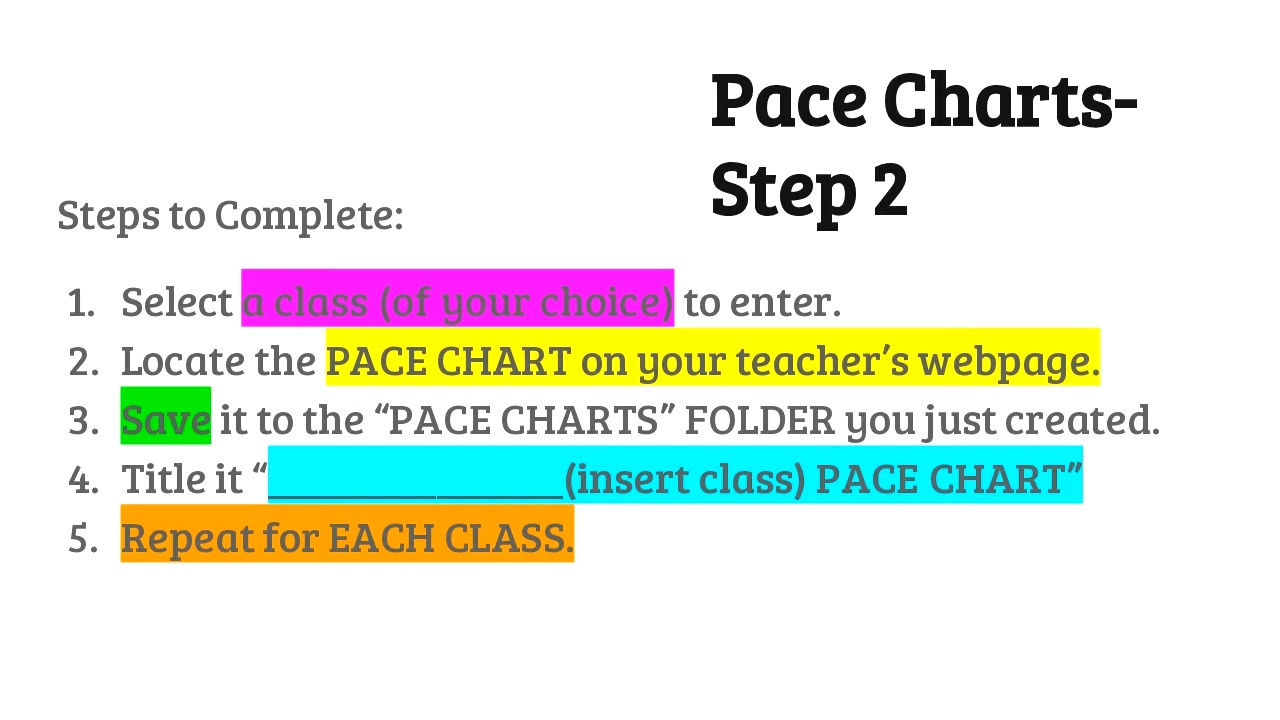 Pace Charts-
Step 2
Steps to Complete:
1. Select a class (of your choice) to enter.
2. Locate the PACE CHART on your teacher’s webpage.
3. Save it to the “PACE CHARTS” FOLDER you just created.
4. Title it “______________(insert class) PACE CHART”
5. Repeat for EACH CLASS.